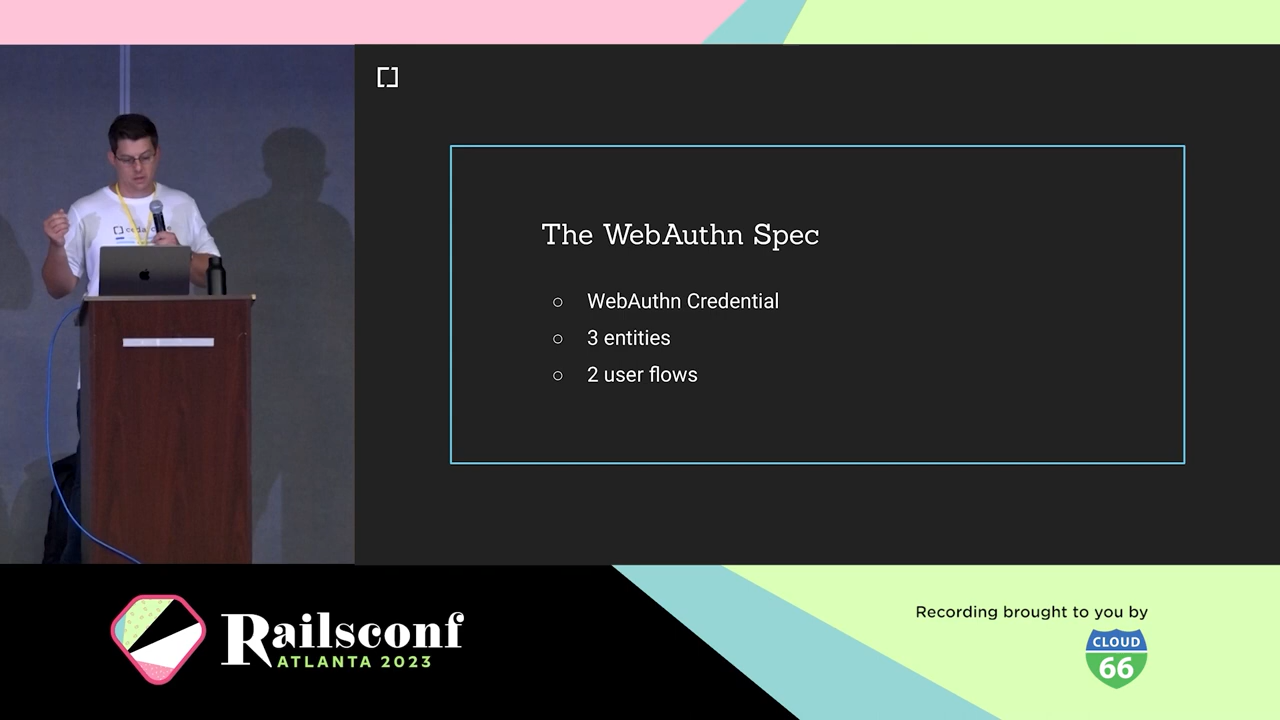 The WebAuthn Spec
○ WebAuthn Credential
○ 3 entities
○ 2 user flows
Railsconf
ATLANTA 2023
Recording brought to you by
CLOUD
66